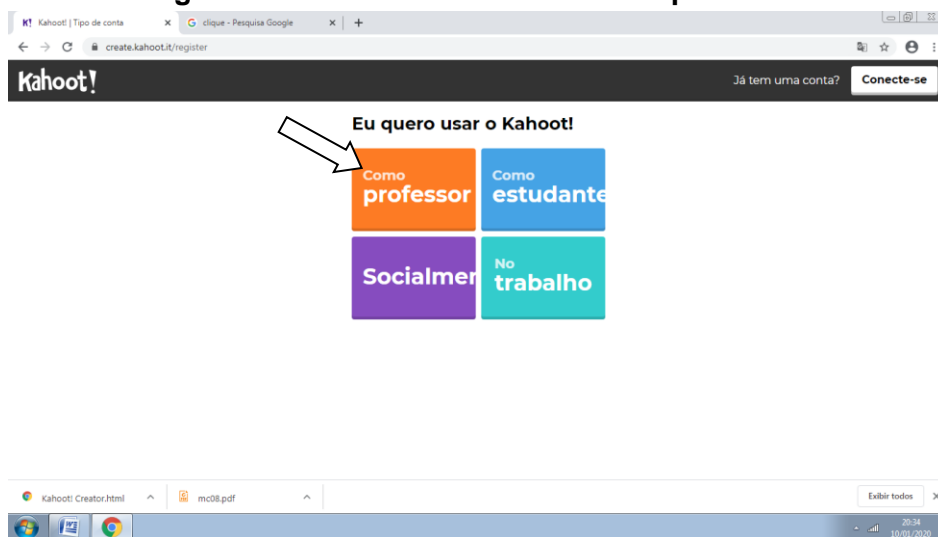 Kahoot! | Tipo de conta
clique - Pesquisa Google
create.kahoot.it/register
Kahoot!
Já tem uma conta?
Conecte-se
Eu quero usar o Kahoot!
Como
professor
Como
estudante
Socialmer
No
trabalho
Kahoot! Creator.html
mc08.pdf
Exibir todos
20:34
10/01/2020